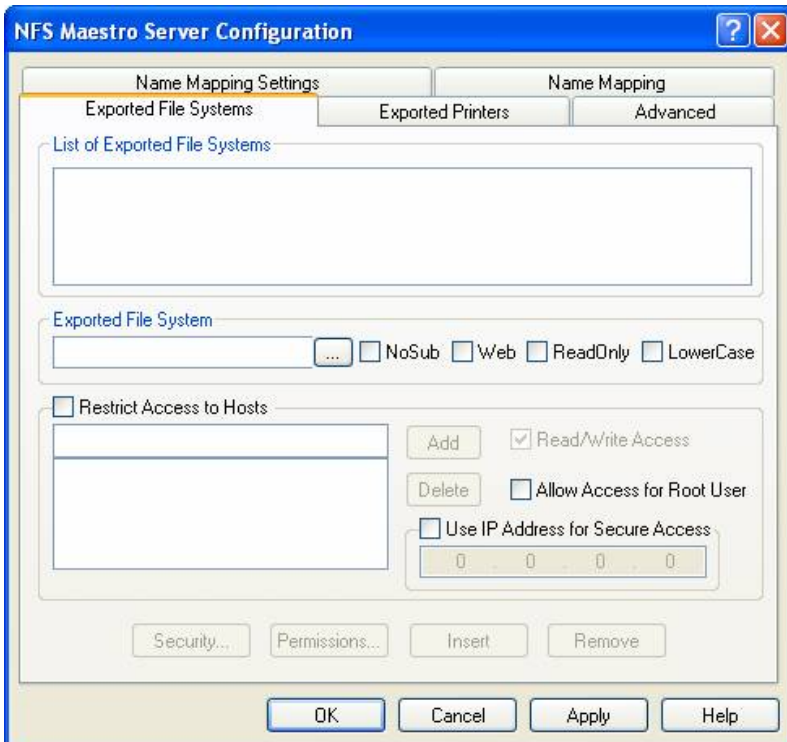 NFS Maestro Server Configuration
Name Mapping Settings
Name Mapping
Exported File Systems
Exported Printers
Advanced
List of Exported File Systems
Exported File System
...
NoSub
Web
ReadOnly
LowerCase
Restrict Access to Hosts
Add
Read/Write Access
Delete
Allow Access for Root User
Use IP Address for Secure Access
0 . 0 . 0 . 0
Security...
Permissions...
Insert
Remove
OK
Cancel
Apply
Help